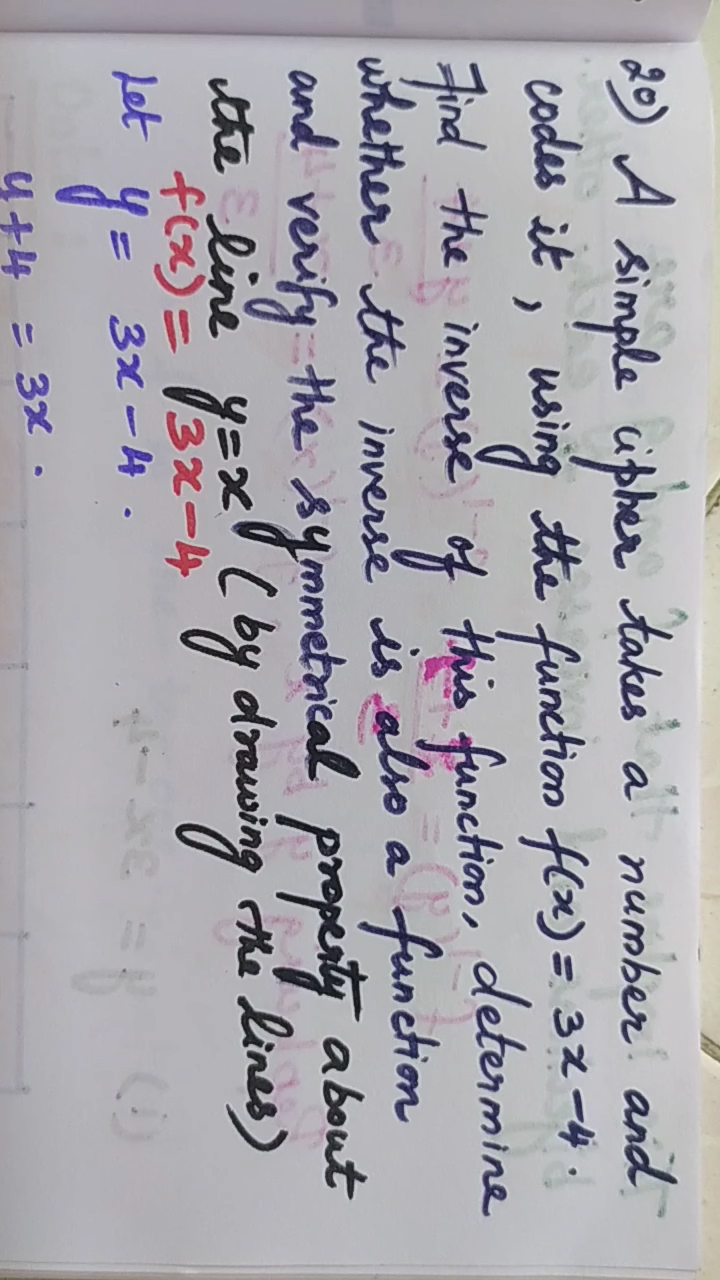 20) A simple cipher takes a number and
codes it, using the function f(x) = 3x-4.
Find the inverse of this function, determine
whether the inverse is also a function
and verify the symmetrical property about
the line y=x (by drawing the lines)
f(x) = 3x-4
Let y = 3x-4.
y+4 = 3x.